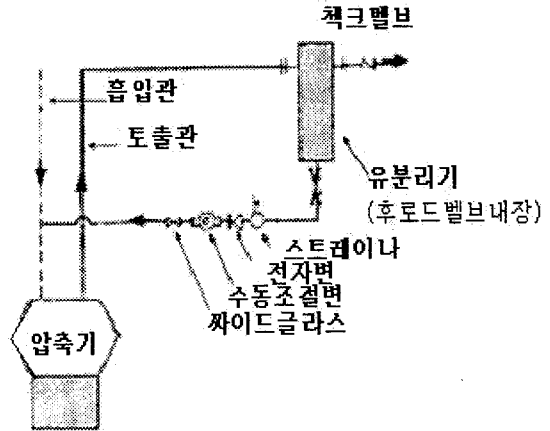 첵크벨브
흡입관
토출관
유분리기
(후로드벨브내장)
스트레이나
전자변
수동조절변
싸이드글라스
압축기